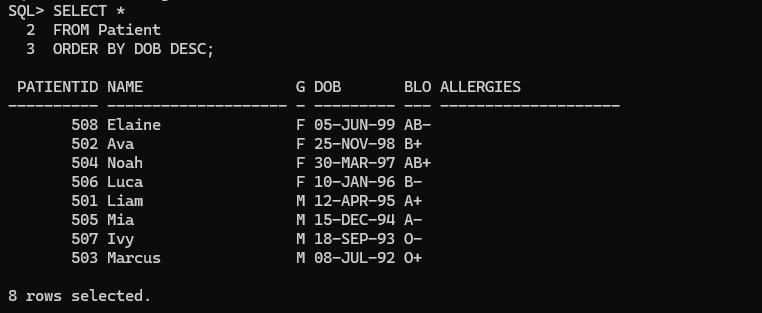 SQL> SELECT *
  2  FROM Patient
  3  ORDER BY DOB DESC;
 PATIENTID NAME                 G DOB       BLO ALLERGIES
---------- -------------------- - --------- --- --------------------
       508 Elaine               F 05-JUN-99 AB-
       502 Ava                  F 25-NOV-98 B+
       504 Noah                 F 30-MAR-97 AB+
       506 Luca                 F 10-JAN-96 B-
       501 Liam                 M 12-APR-95 A+
       505 Mia                  M 15-DEC-94 A-
       507 Ivy                  M 18-SEP-93 O-
       503 Marcus               M 08-JUL-92 O+
8 rows selected.